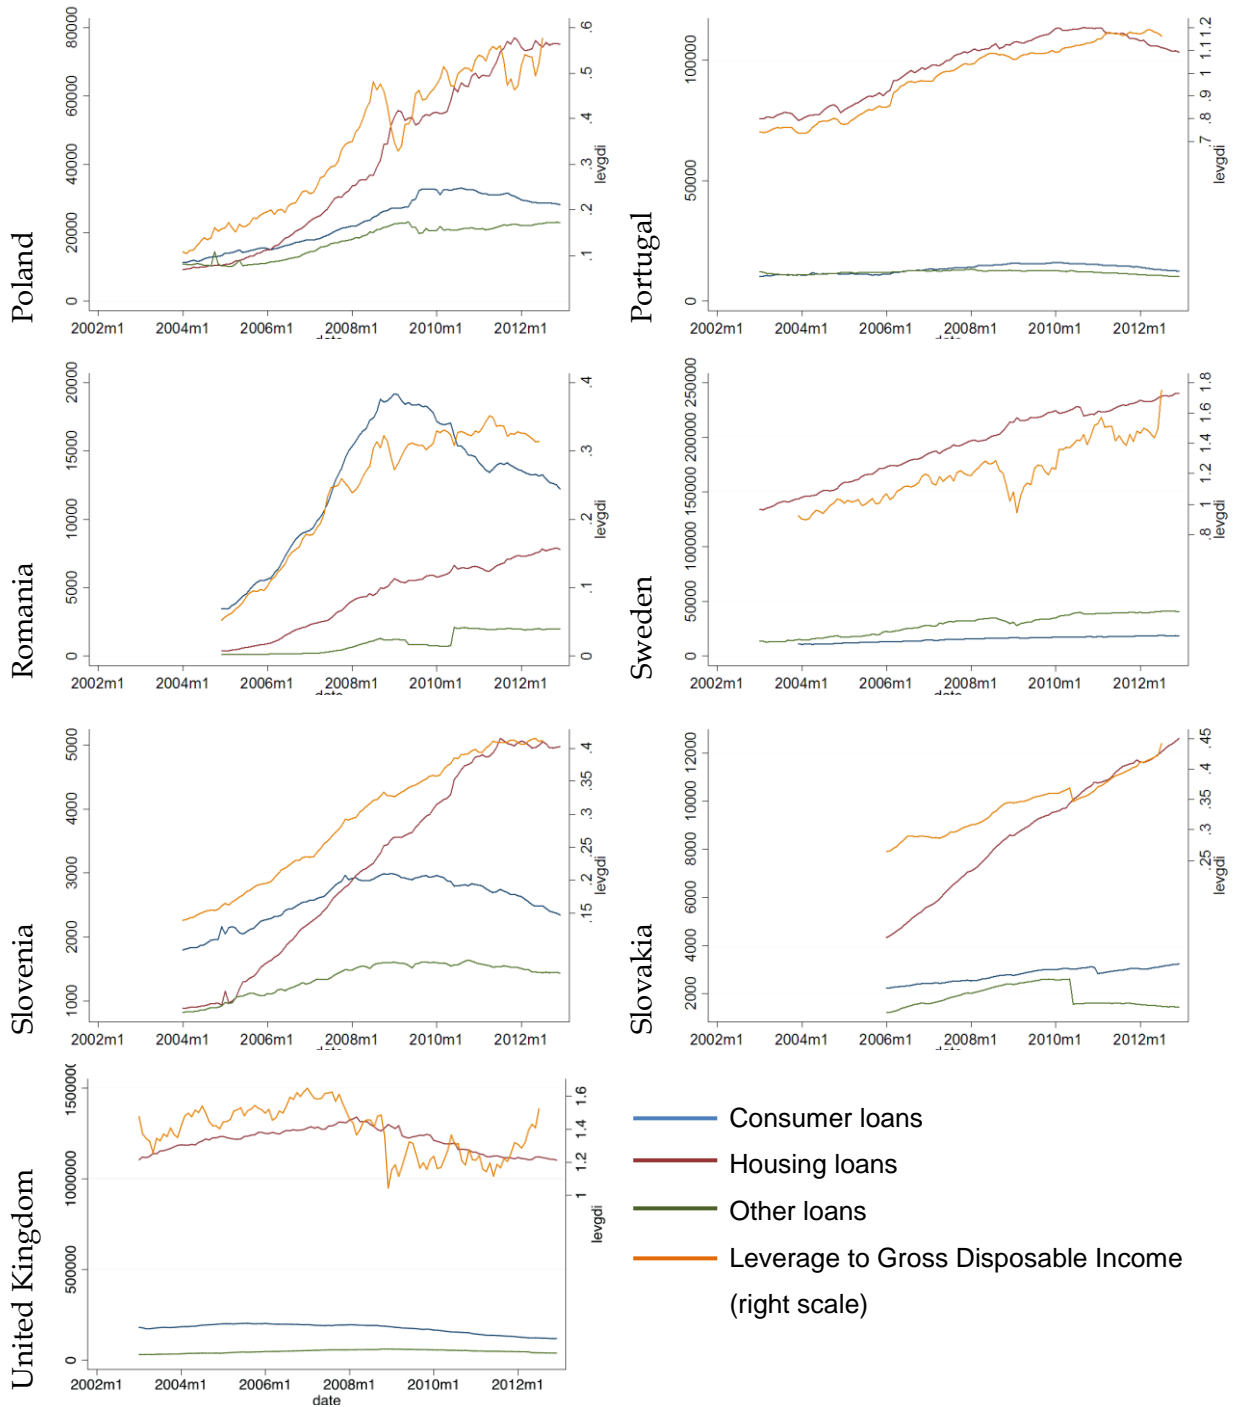 Poland
0 20000 40000 60000 80000
.1 .2 .3 .4 .5 .6
levgdi
2002m1 2004m1 2006m1 2008m1 2010m1 2012m1
Portugal
0 50000 100000
.7 .8 .9 1 1.1 1.2
levgdi
2002m1 2004m1 2006m1 2008m1 2010m1 2012m1
Romania
0 5000 10000 15000 20000
0 .1 .2 .3 .4
levgdi
2002m1 2004m1 2006m1 2008m1 2010m1 2012m1
date
Sweden
0 50000 100000 150000 200000 250000
.8 1 1.2 1.4 1.6 1.8
levgdi
2002m1 2004m1 2006m1 2008m1 2010m1 2012m1
date
Slovenia
1000 2000 3000 4000 5000
.15 .2 .25 .3 .35 .4
levgdi
2002m1 2004m1 2006m1 2008m1 2010m1 2012m1
date
Slovakia
2000 4000 6000 8000 10000 12000
.25 .3 .35 .4 .45
levgdi
2002m1 2004m1 2006m1 2008m1 2010m1 2012m1
date
United Kingdom
0 500000 1000000 1500000
1 1.2 1.4 1.6
levgdi
2002m1 2004m1 2006m1 2008m1 2010m1 2012m1
date
Consumer loans
Housing loans
Other loans
Leverage to Gross Disposable Income
(right scale)